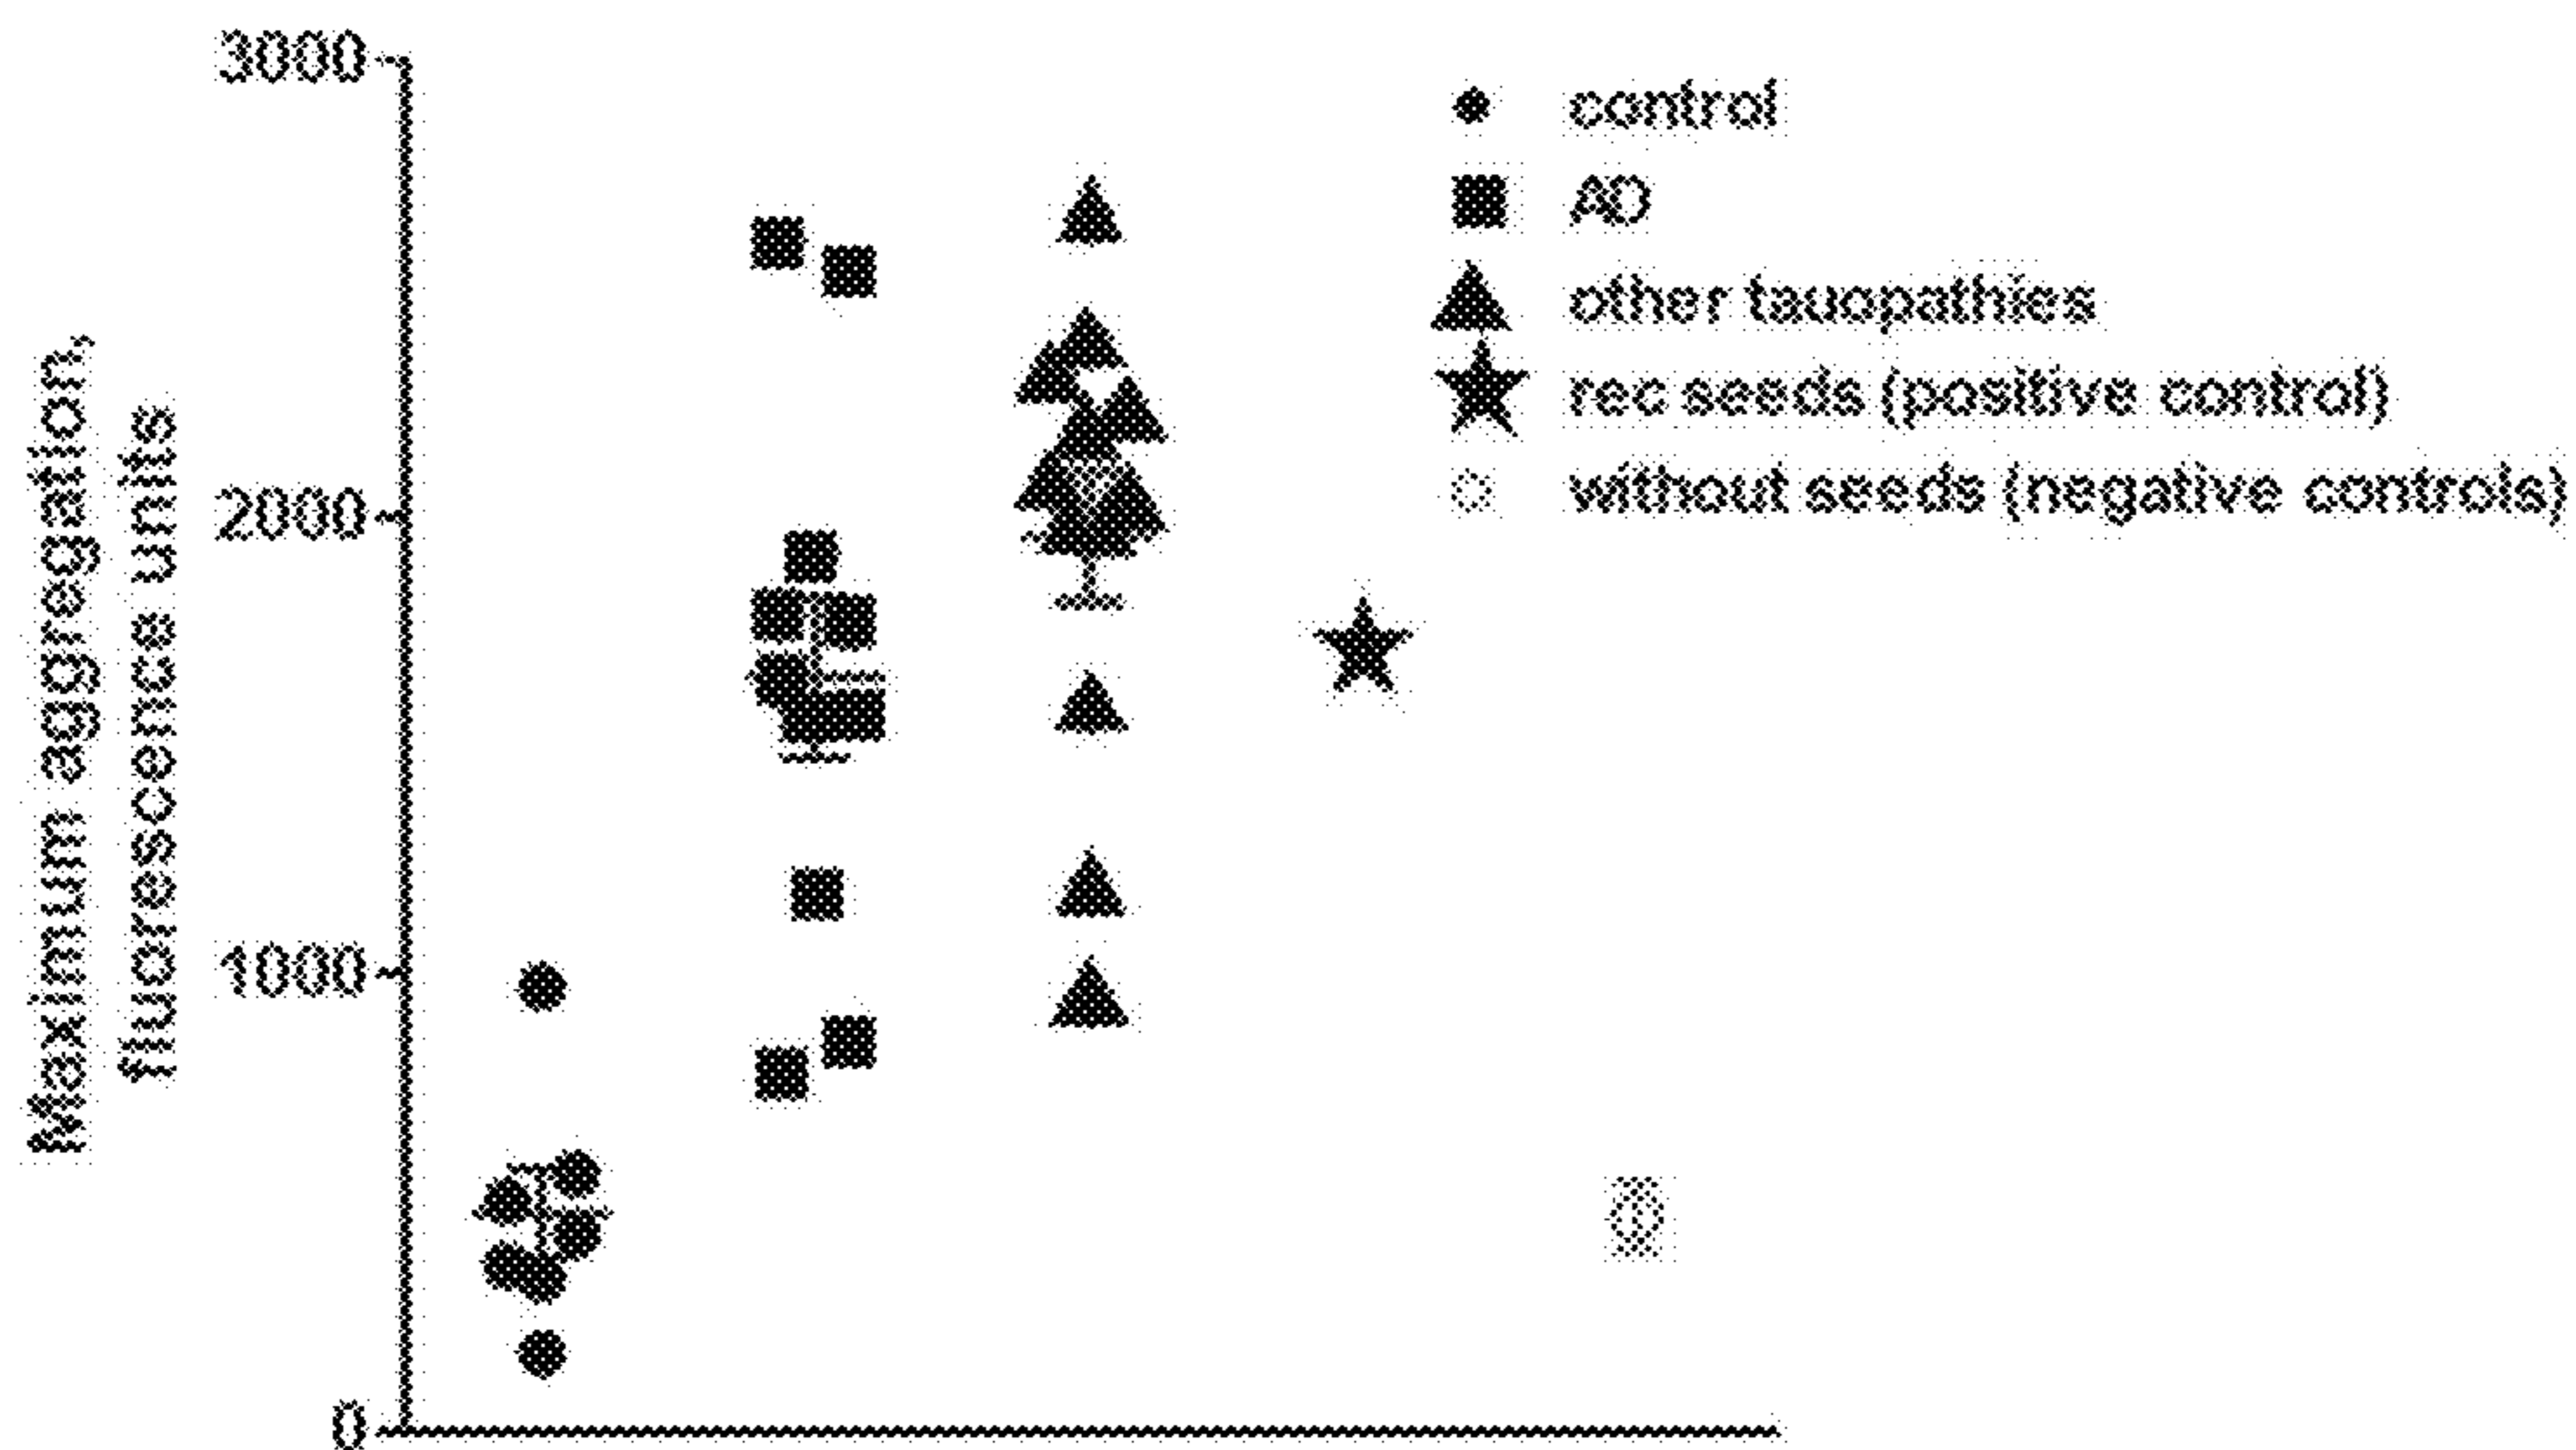 Maximum aggregation,
fluorescence units
3000
2000
1000
0
control
AD
other tauopathies
rec seeds (positive control)
without seeds (negative controls)